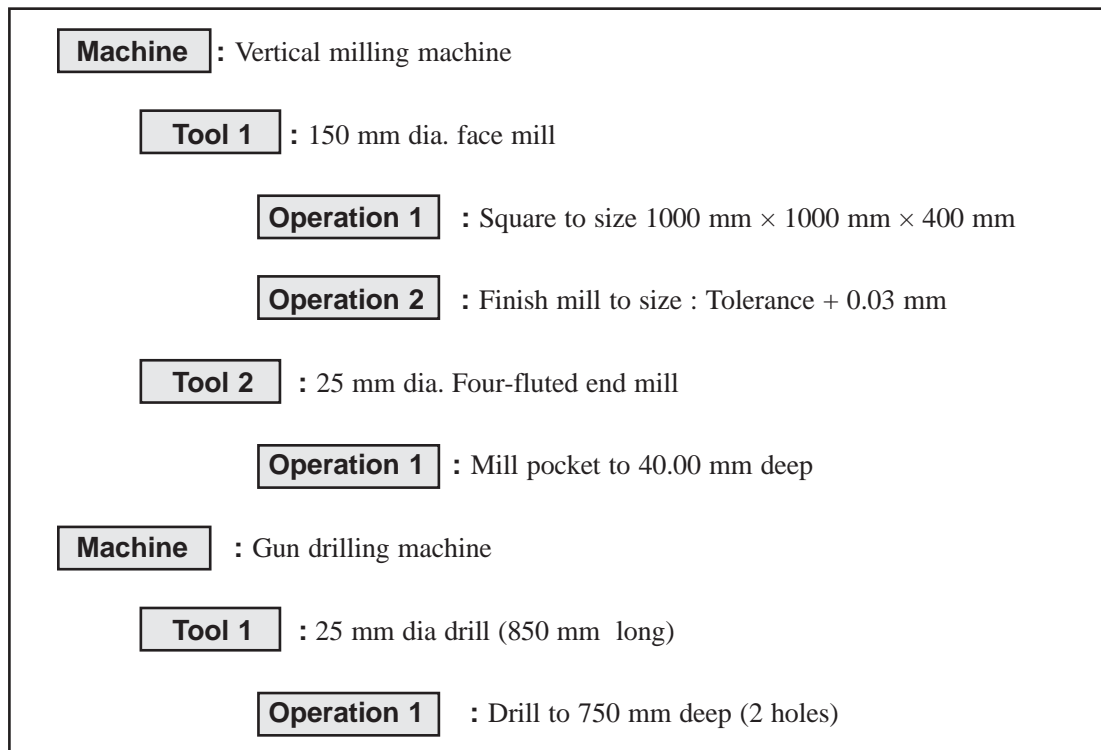 Machine : Vertical milling machine
Tool 1 : 150 mm dia. face mill
Operation 1 : Square to size 1000 mm × 1000 mm × 400 mm
Operation 2 : Finish mill to size : Tolerance + 0.03 mm
Tool 2 : 25 mm dia. Four-fluted end mill
Operation 1 : Mill pocket to 40.00 mm deep
Machine : Gun drilling machine
Tool 1 : 25 mm dia drill (850 mm long)
Operation 1 : Drill to 750 mm deep (2 holes)